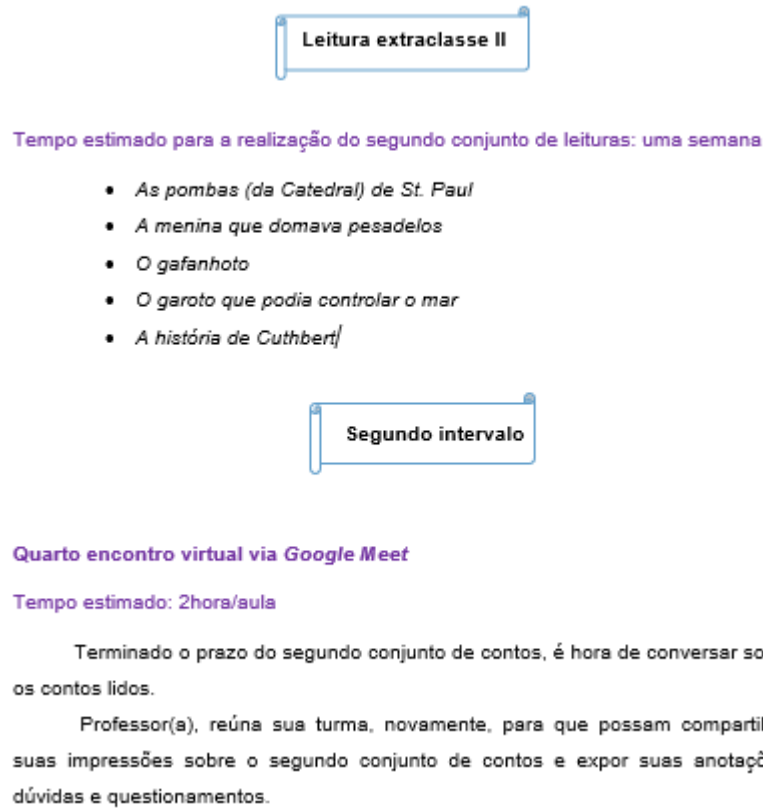 Leitura extraclasse II
Tempo estimado para a realização do segundo conjunto de leituras: uma semana
• As pombas (da Catedral) de St. Paul
• A menina que domava pesadelos
• O gafanhoto
• O garoto que podia controlar o mar
• A história de Cuthbert
Segundo intervalo
Quarto encontro virtual via Google Meet
Tempo estimado: 2hora/aula
Terminado o prazo do segundo conjunto de contos, é hora de conversar so
os contos lidos.
Professor(a), reúna sua turma, novamente, para que possam compartil
suas impressões sobre o segundo conjunto de contos e expor suas anotaçõ
dúvidas e questionamentos.